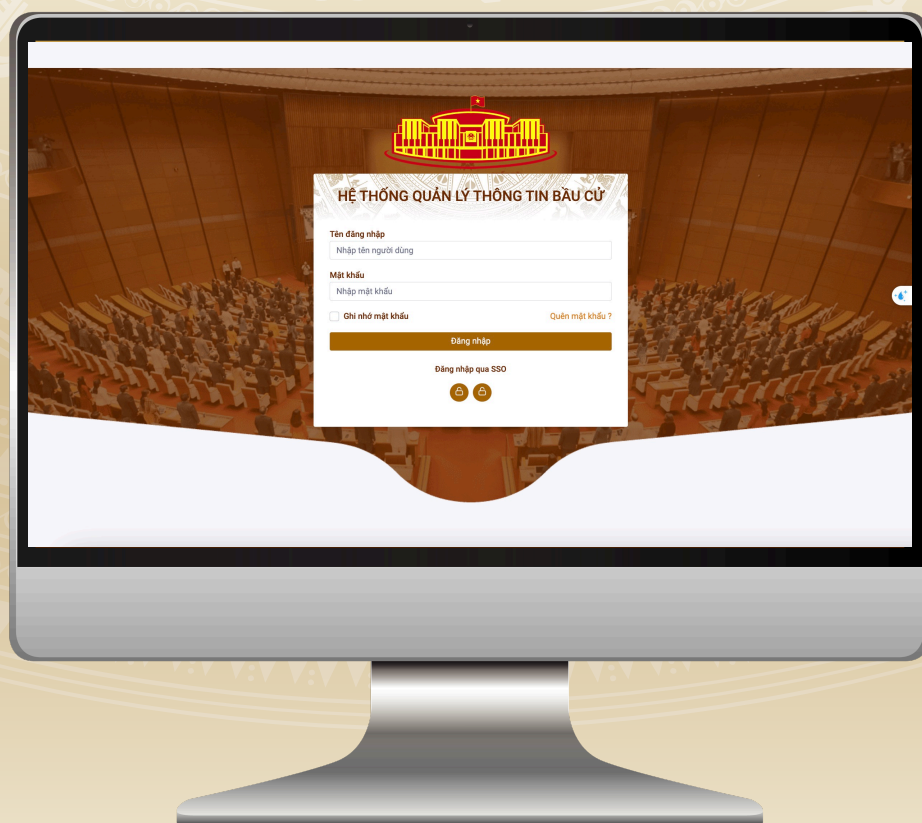 HỆ THỐNG QUẢN LÝ THÔNG TIN BẦU CỬ
Tên đăng nhập
Nhập tên người dùng
Mật khẩu
Nhập mật khẩu
Ghi nhớ mật khẩu
Quên mật khẩu ?
Đăng nhập
Đăng nhập qua SSO